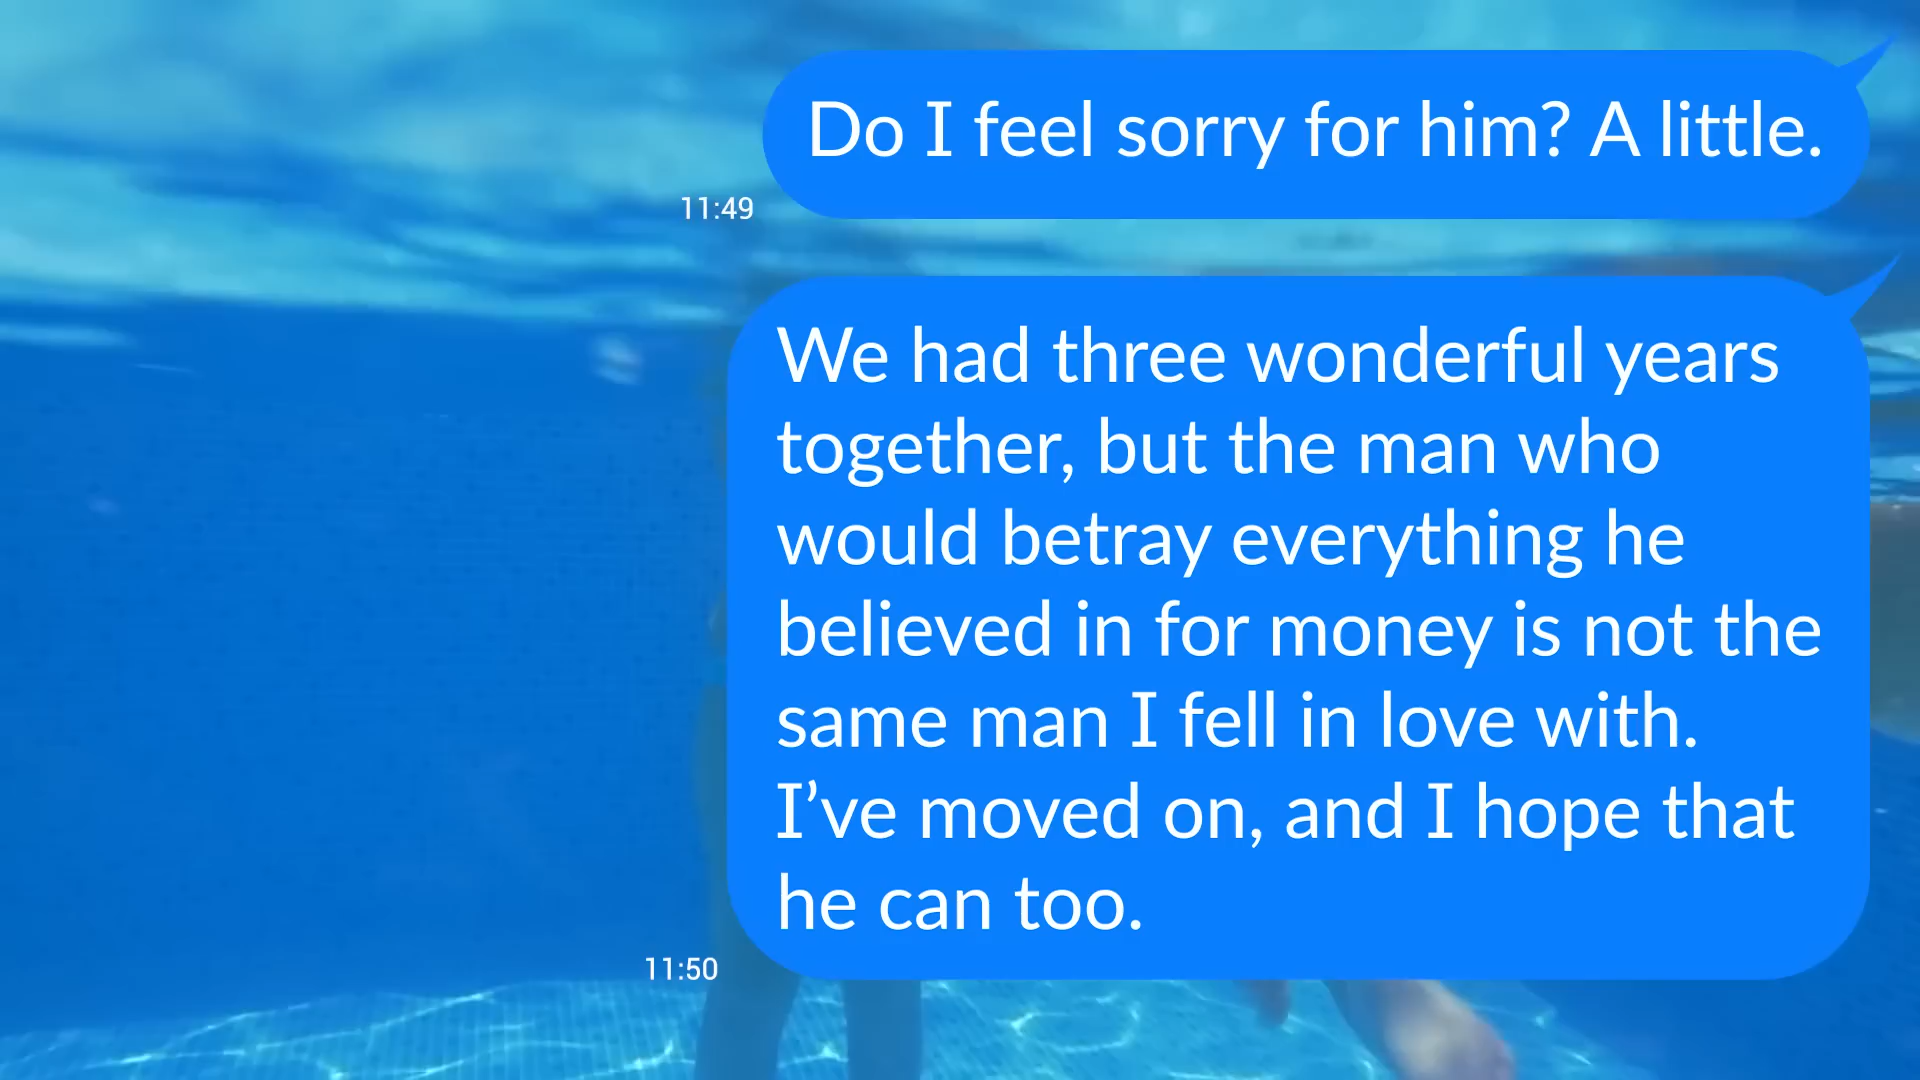 Do I feel sorry for him? A little.
11:49
We had three wonderful years
together, but the man who
would betray everything he
believed in for money is not the
same man I fell in love with.
I’ve moved on, and I hope that
he can too.
11:50